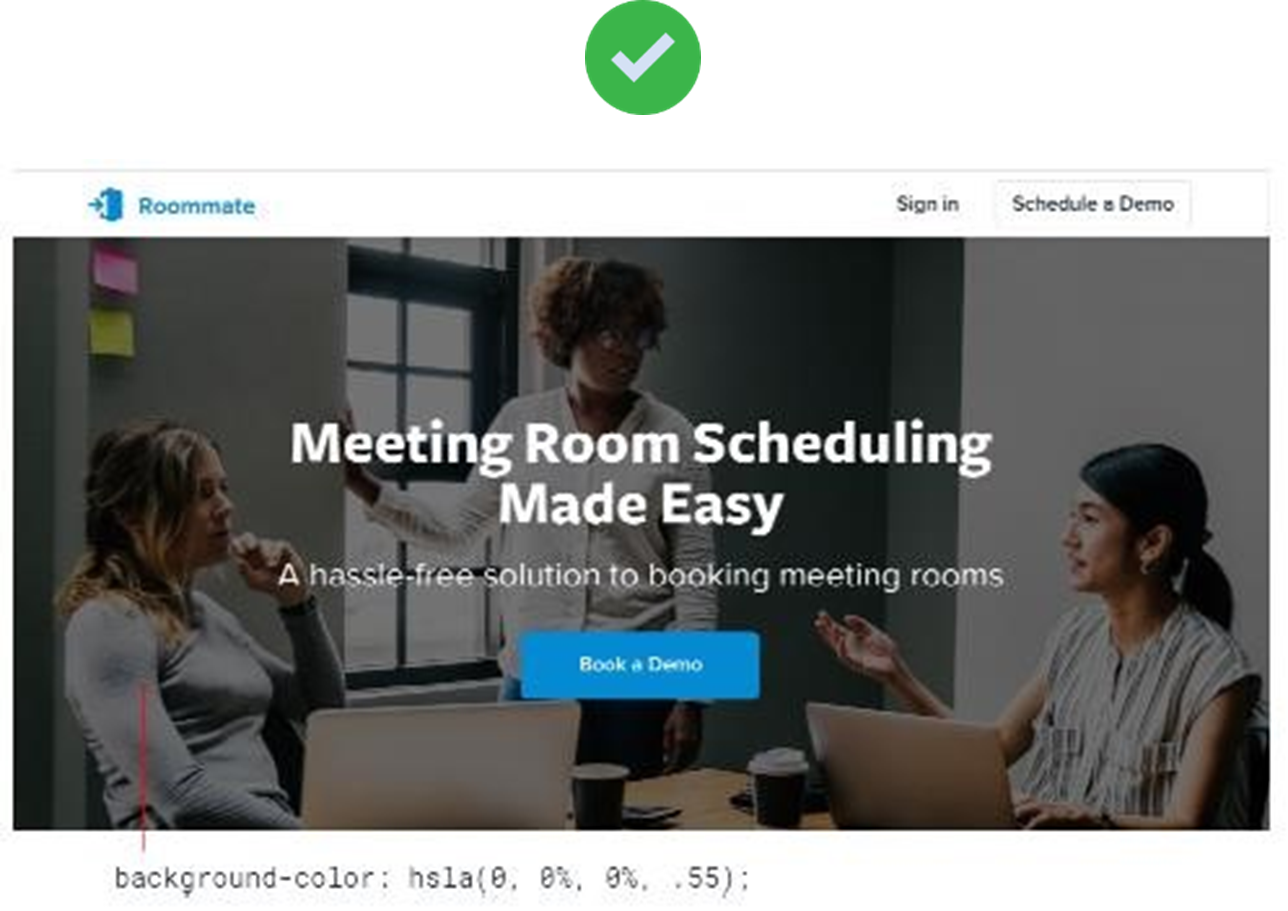 Roommate
Sign in
Schedule a Demo
Meeting Room Scheduling
Made Easy
A hassle-free solution to booking meeting rooms
Book a Demo
background-color: hsla(0, 0%, 0%, .55);